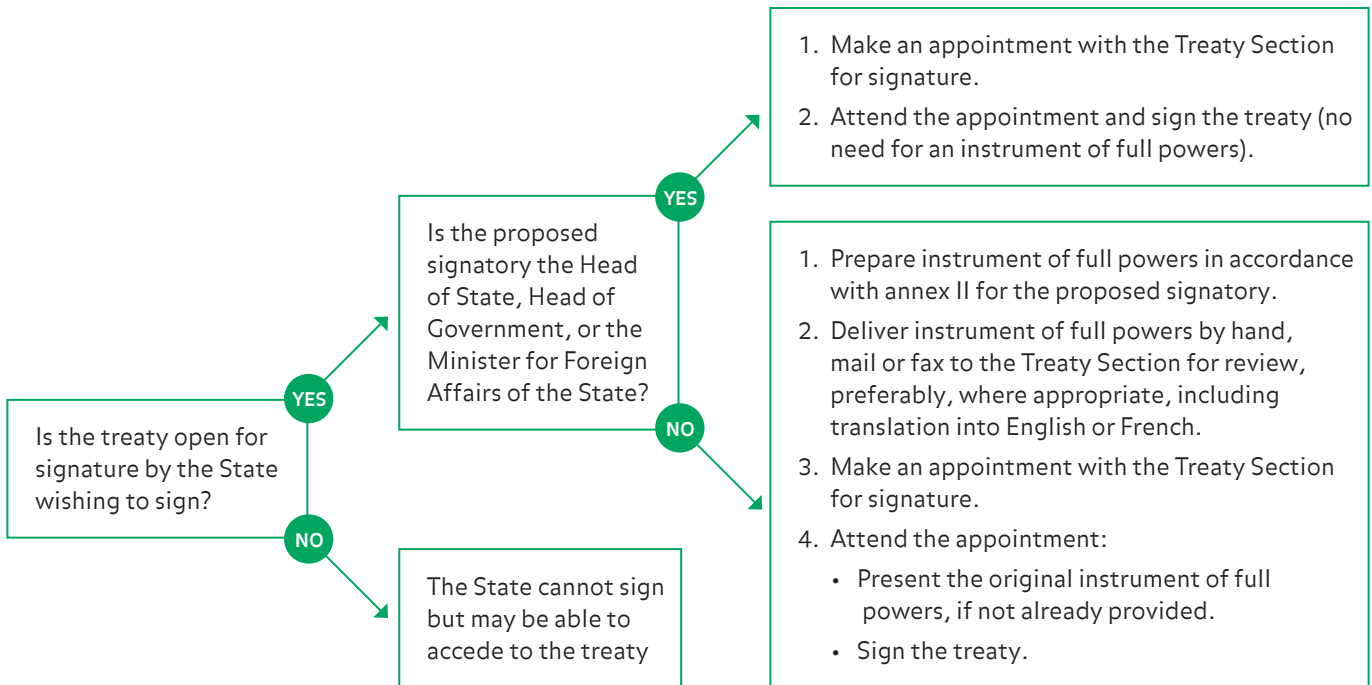 Is the treaty open for
signature by the State
wishing to sign?
YES
NO
Is the proposed
signatory the Head
of State, Head of
Government, or the
Minister for Foreign
Affairs of the State?
YES
NO
The State cannot sign
but may be able to
accede to the treaty
1. Make an appointment with the Treaty Section
for signature.
2. Attend the appointment and sign the treaty (no
need for an instrument of full powers).
1. Prepare instrument of full powers in accordance
with annex II for the proposed signatory.
2. Deliver instrument of full powers by hand,
mail or fax to the Treaty Section for review,
preferably, where appropriate, including
translation into English or French.
3. Make an appointment with the Treaty Section
for signature.
4. Attend the appointment:
• Present the original instrument of full
powers, if not already provided.
• Sign the treaty.